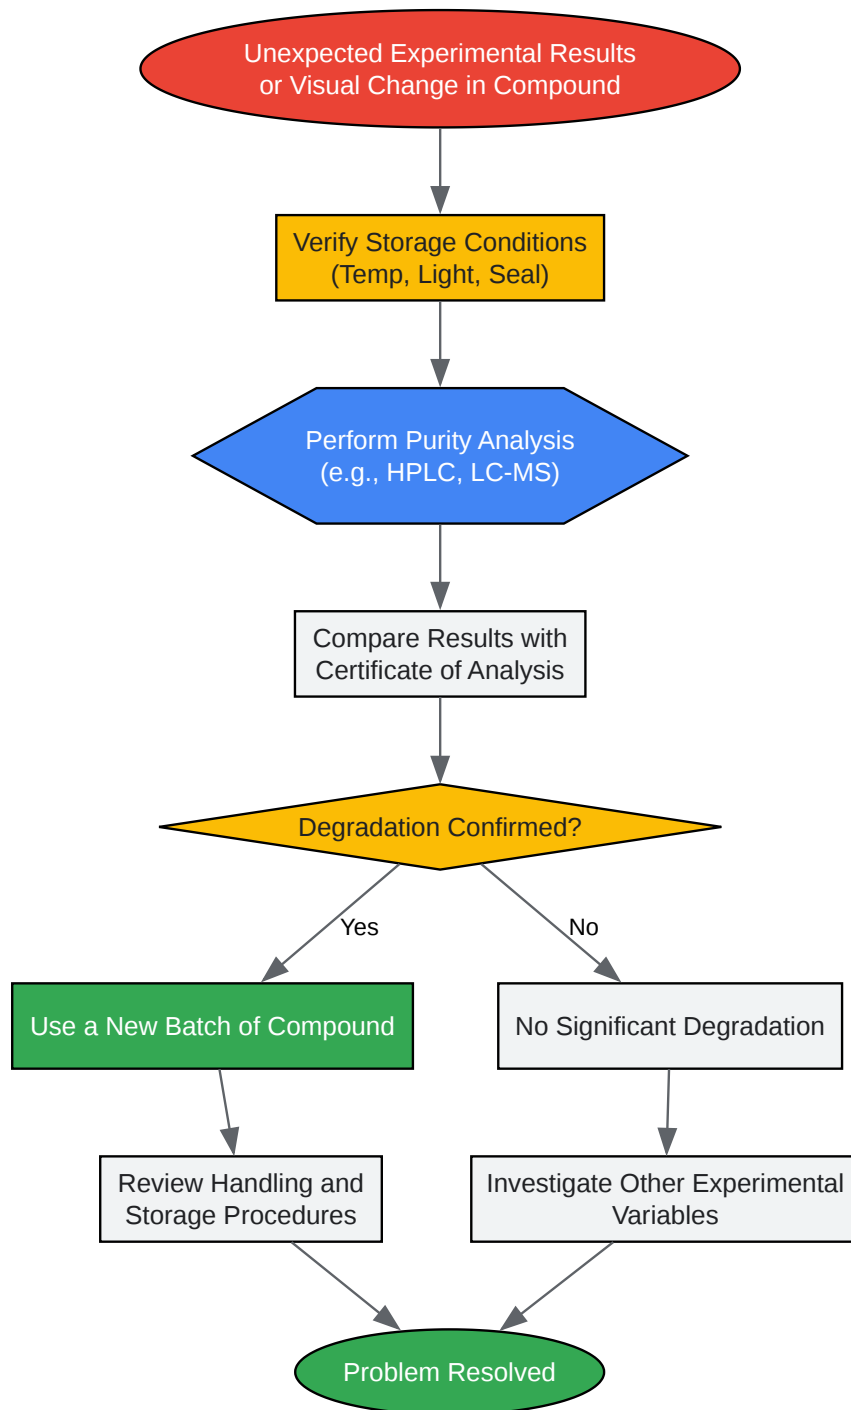 Unexpected Experimental Results
or Visual Change in Compound
Verify Storage Conditions
(Temp, Light, Seal)
Perform Purity Analysis
(e.g., HPLC, LC-MS)
Compare Results with
Certificate of Analysis
Degradation Confirmed?
Yes
No
Use a New Batch of Compound
No Significant Degradation
Review Handling and
Storage Procedures
Investigate Other Experimental
Variables
Problem Resolved